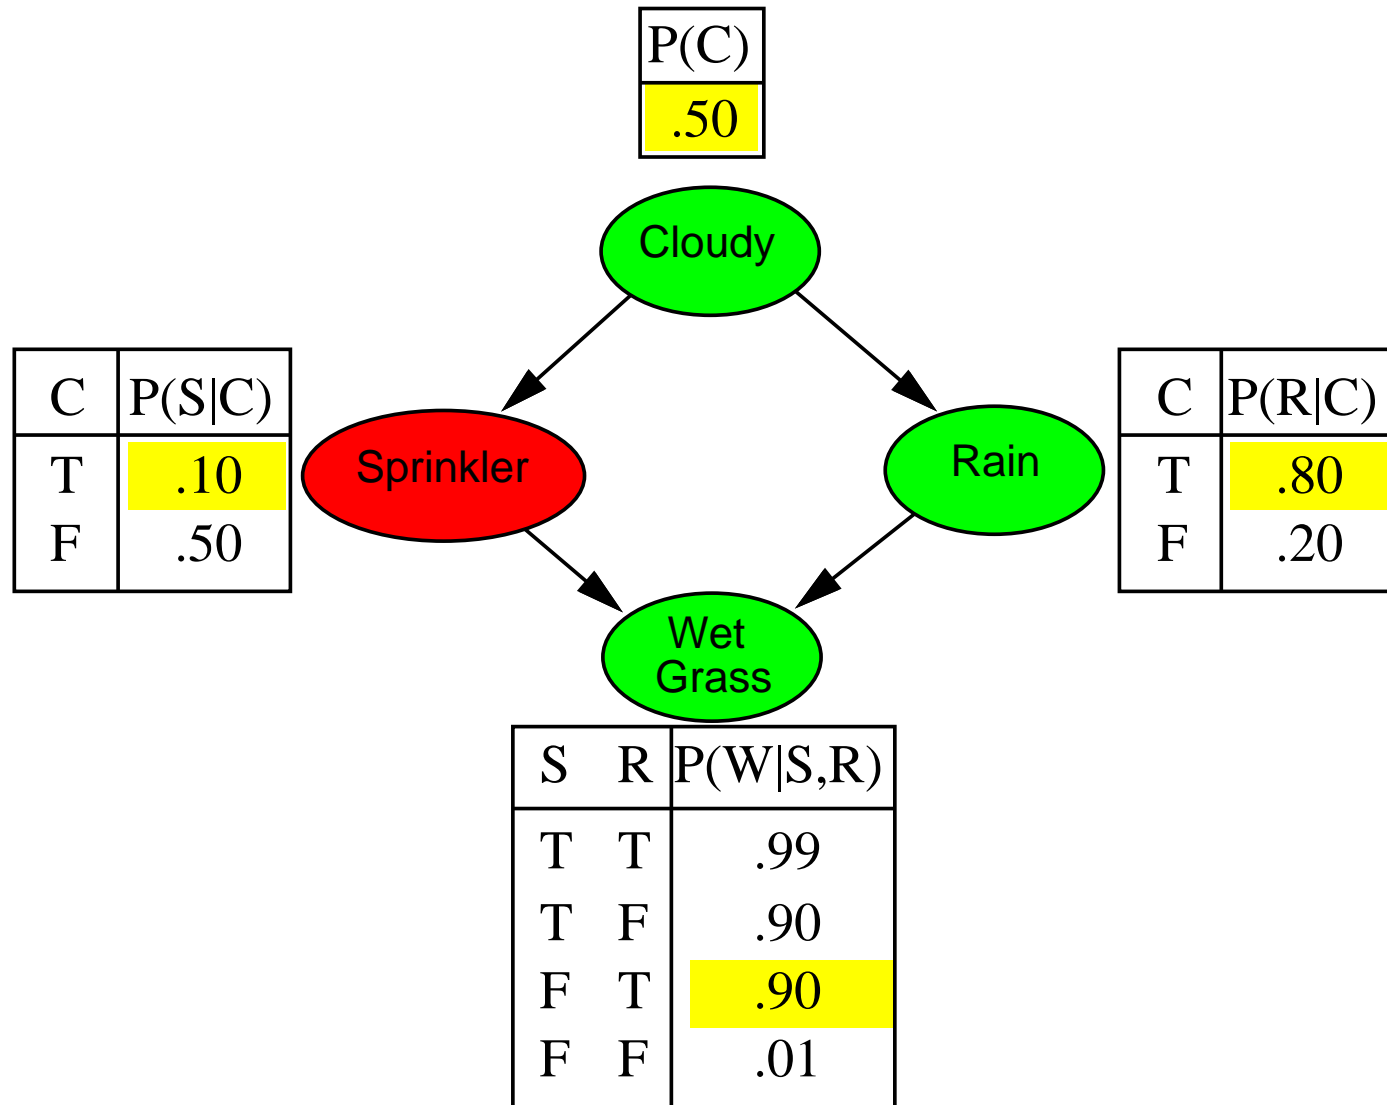 P(C)
.50
Cloudy
C P(S|C)
T .10
F .50
Sprinkler
Rain
C P(R|C)
T .80
F .20
Wet
Grass
S R P(W|S,R)
T T .99
T F .90
F T .90
F F .01